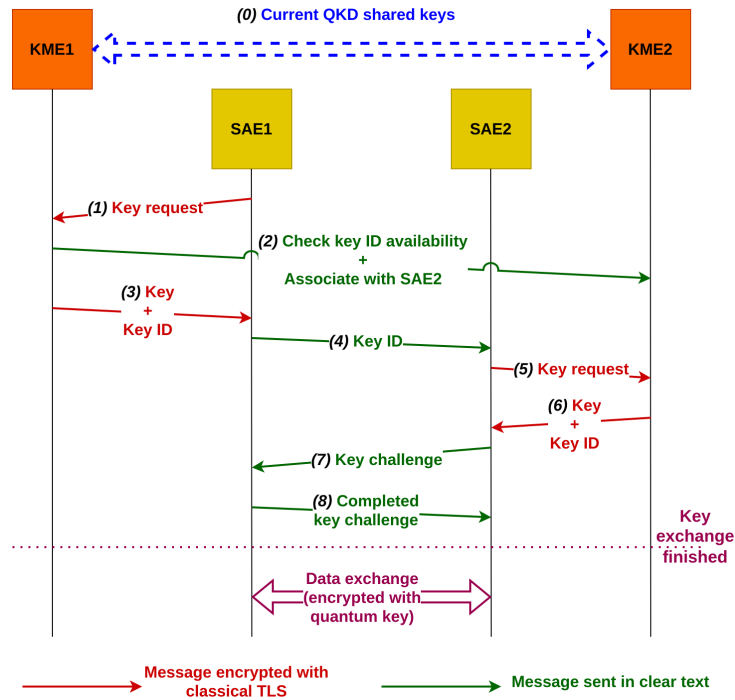 (0) Current QKD shared keys
KME1
KME2
SAE1
SAE2
(1) Key request
(2) Check key ID availability
+
Associate with SAE2
(3) Key
+
Key ID
(4) Key ID
(5) Key request
(6) Key
+
Key ID
(7) Key challenge
(8) Completed
key challenge
Key
exchange
finished
Data exchange
(encrypted with
quantum key)
Message encrypted with
classical TLS
Message sent in clear text